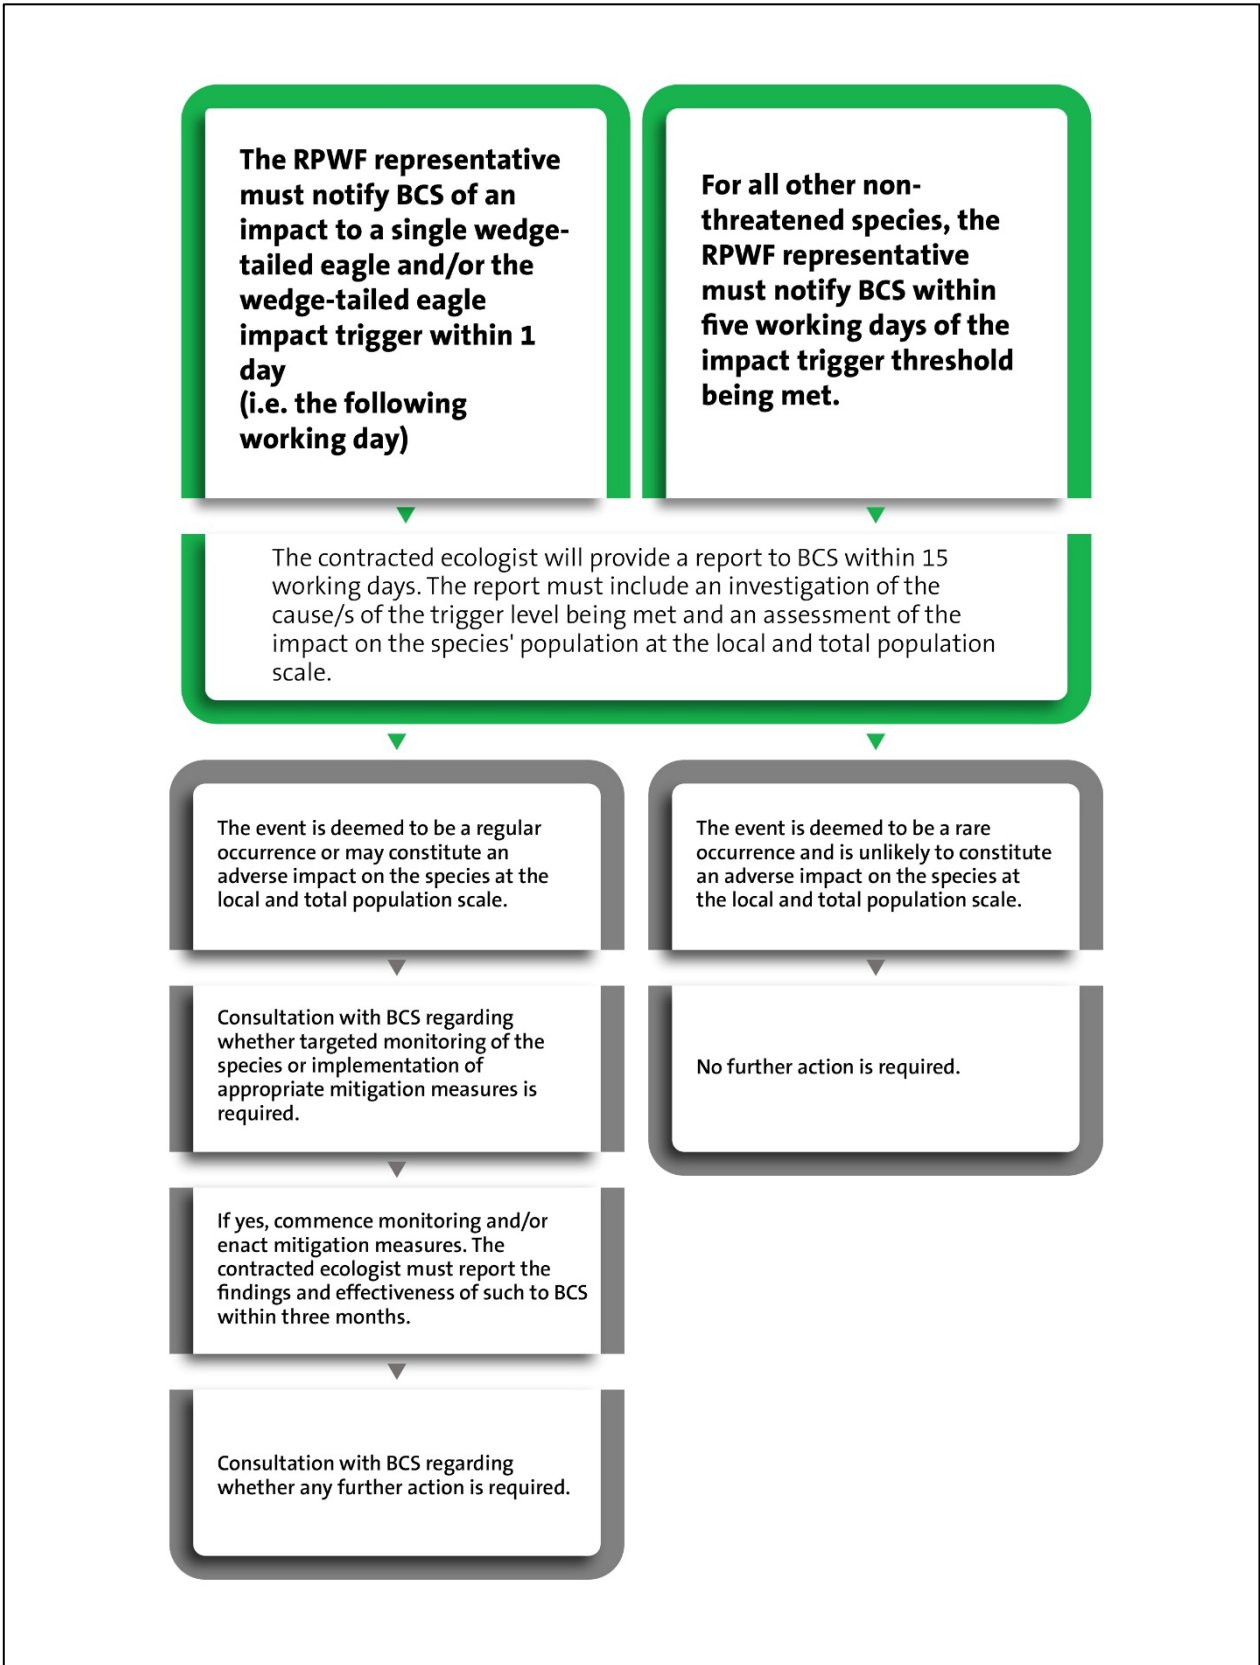 The RPWF representative
must notify BCS of an
impact to a single wedge-
tailed eagle and/or the
wedge-tailed eagle
impact trigger within 1
day
(i.e. the following
working day)
For all other non-
threatened species, the
RPWF representative
must notify BCS within
five working days of the
impact trigger threshold
being met.
The contracted ecologist will provide a report to BCS within 15
working days. The report must include an investigation of the
cause/s of the trigger level being met and an assessment of the
impact on the species' population at the local and total population
scale.
The event is deemed to be a regular
occurrence or may constitute an
adverse impact on the species at the
local and total population scale.
The event is deemed to be a rare
occurrence and is unlikely to constitute
an adverse impact on the species at
the local and total population scale.
Consultation with BCS regarding
whether targeted monitoring of the
species or implementation of
appropriate mitigation measures is
required.
No further action is required.
If yes, commence monitoring and/or
enact mitigation measures. The
contracted ecologist must report the
findings and effectiveness of such to BCS
within three months.
Consultation with BCS regarding
whether any further action is required.